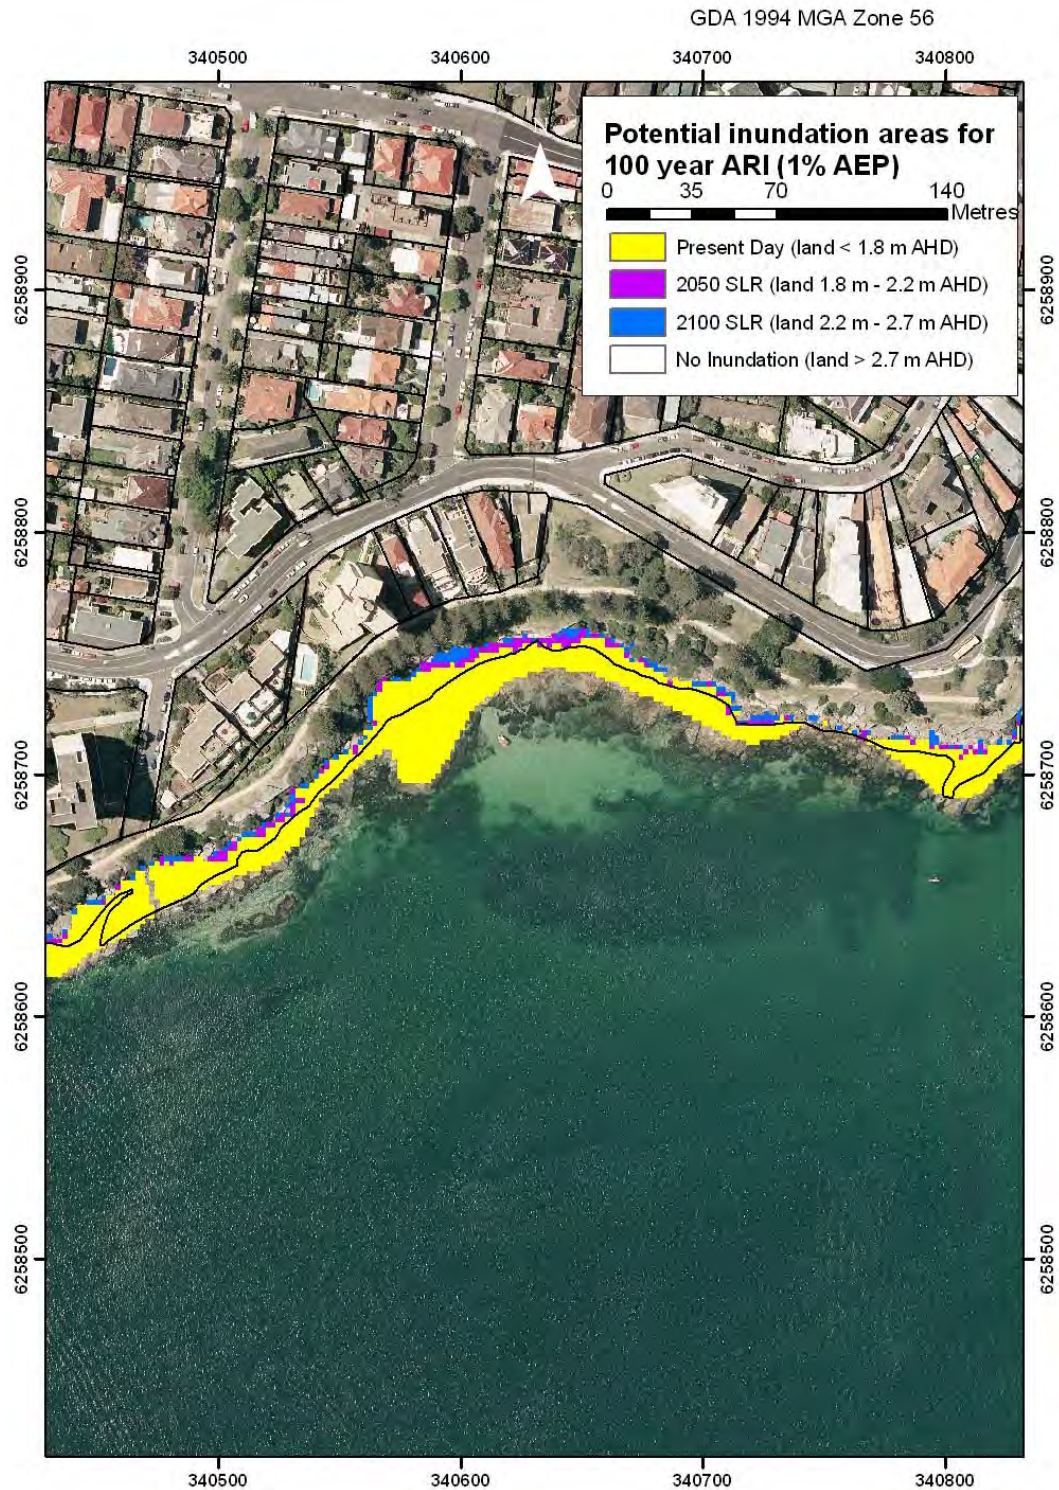 GDA 1994 MGA Zone 56
340500 340600 340700 340800
Potential inundation areas for
100 year ARI (1% AEP)
0 35 70 140
Metres
Present Day (land < 1.8 m AHD)
2050 SLR (land 1.8 m - 2.2 m AHD)
2100 SLR (land 2.2 m - 2.7 m AHD)
No Inundation (land > 2.7 m AHD)
6258900 6258900
6258800 6258800
6258700 6258700
6258600 6258600
6258500 6258500
340500 340600 340700 340800